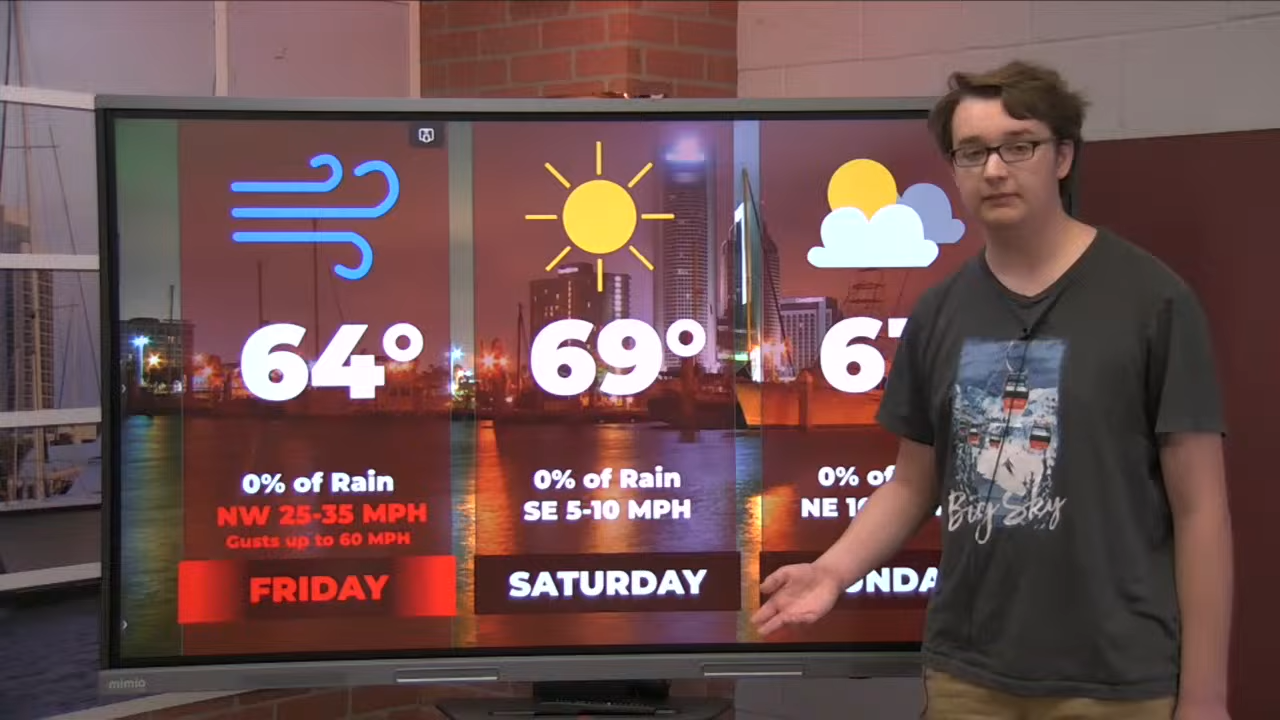 64°
0% of Rain
NW 25-35 MPH
Gusts up to 60 MPH
FRIDAY
69°
0% of Rain
SE 5-10 MPH
SATURDAY
0% of
NE
Big Sky
mimio